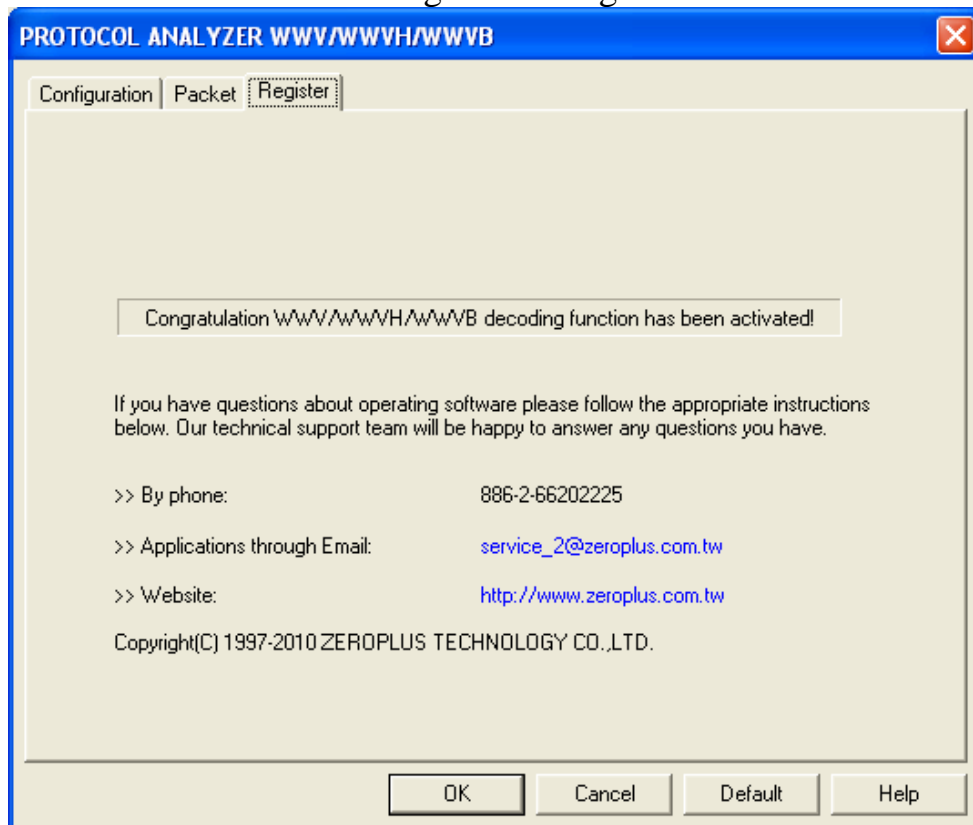 PROTOCOL ANALYZER WWV/WWVH/WWVB
Configuration Packet Register
Congratulation WWV/WWVH/WWVB decoding function has been activated!
If you have questions about operating software please follow the appropriate instructions
below. Our technical support team will be happy to answer any questions you have.
>> By phone: 886-2-66202225
>> Applications through Email: service_2@zeroplus.com.tw
>> Website: http://www.zeroplus.com.tw
Copyright(C) 1997-2010 ZEROPLUS TECHNOLOGY CO.,LTD.
OK Cancel Default Help